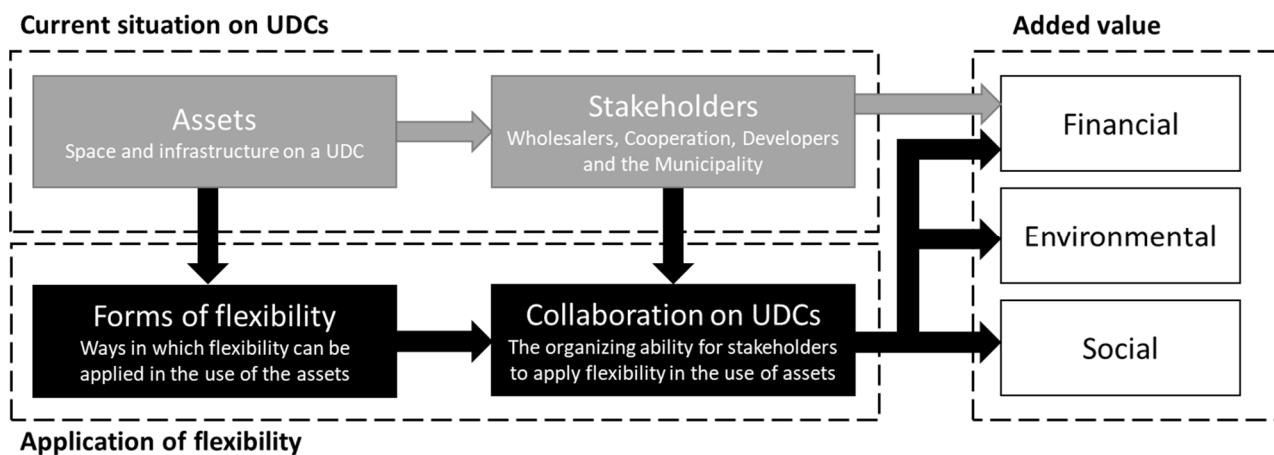 Current situation on UDCs
Added value
Assets
Space and infrastructure on a UDC
Stakeholders
Wholesalers, Cooperation, Developers
and the Municipality
Financial
Environmental
Social
Forms of flexibility
Ways in which flexibility can be
applied in the use of the assets
Collaboration on UDCs
The organizing ability for stakeholders
to apply flexibility in the use of assets
Application of flexibility